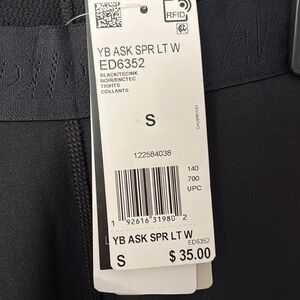 RFID
YB ASK SPR LT W
ED6352
BLACK/TECINK
NOIR/ENCTEC
TIGHTS
COLLANTS
S
122584038
140
700
UPC
1 92616 31980 2
YB ASK SPR LT W
ED6352
S $ 35.00